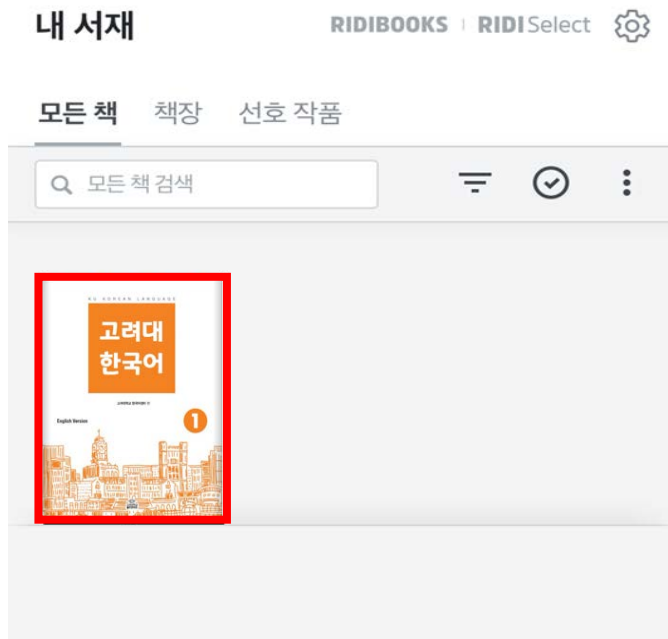 내 서재
RIDIBOOKS RIDI Select
모든 책 책장 선호 작품
모든 책 검색
KU KOREAN LANGUAGE
고려대
한국어
English Version
1